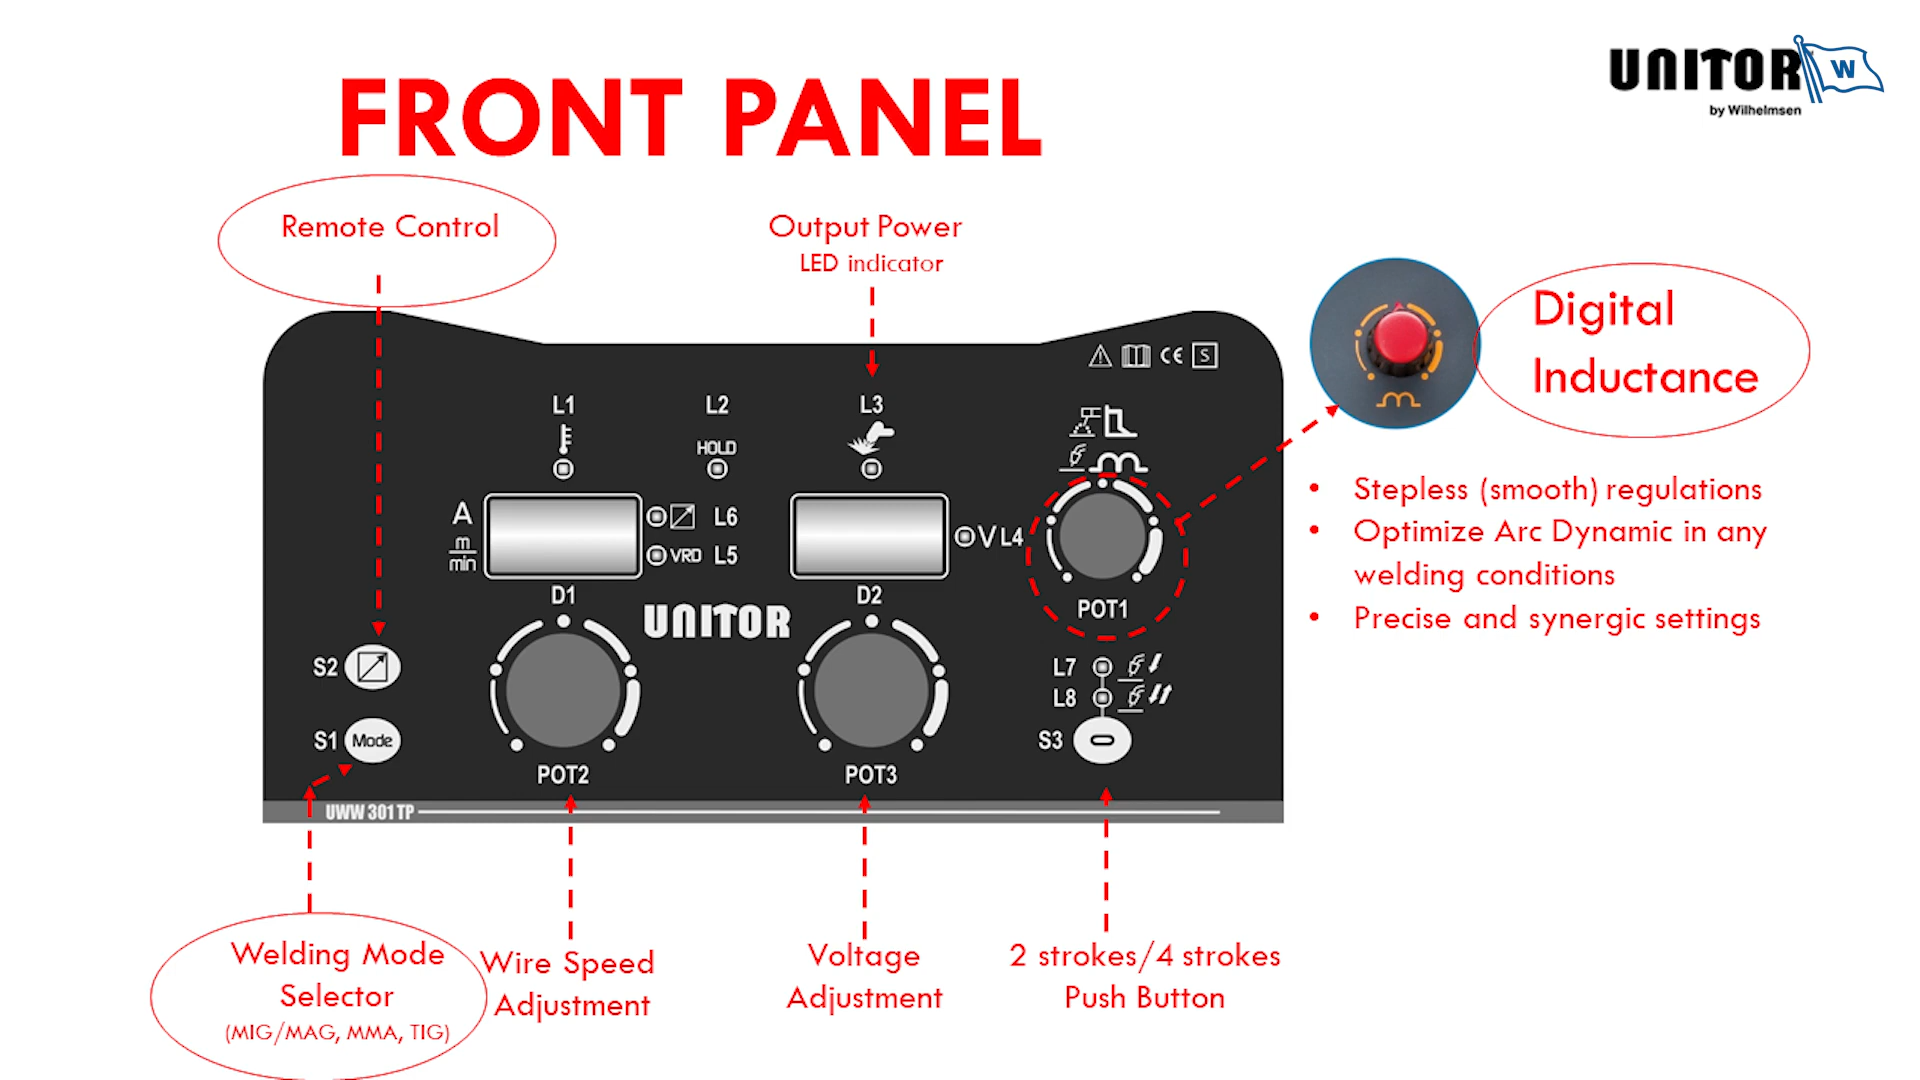 FRONT PANEL
UNITOR
W
by Wilhelmsen
Remote Control
Output Power
LED indicator
Digital
Inductance
• Stepless (smooth) regulations
• Optimize Arc Dynamic in any
welding conditions
• Precise and synergic settings
CE S
L1 L2 L3
HOLD
A
m
min
L6
VRD L5
V L4
D1 D2
POT1
UNITOR
S2
L7
L8
S1 Mode
S3
POT2 POT3
UWW 301 TP
Welding Mode
Selector
(MIG/MAG, MMA, TIG)
Wire Speed
Adjustment
Voltage
Adjustment
2 strokes/4 strokes
Push Button